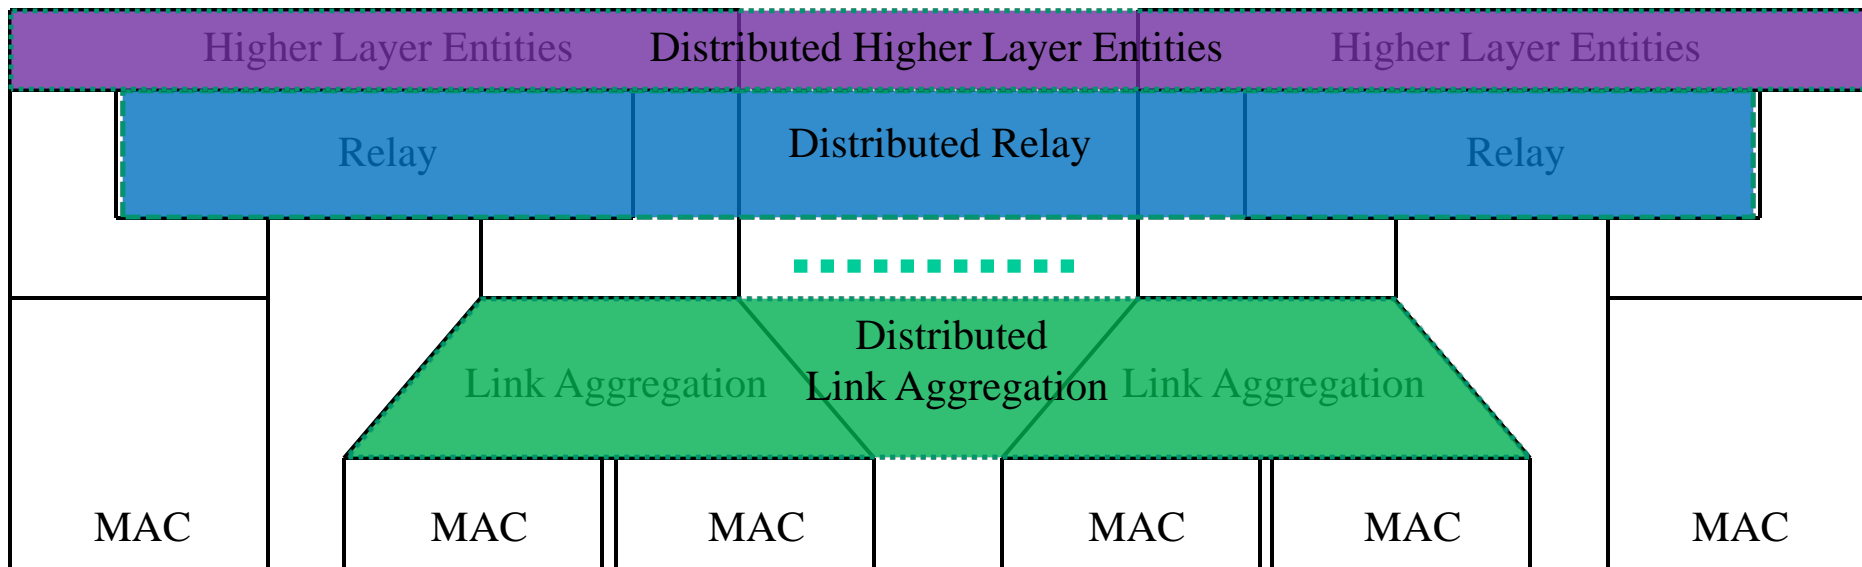 Higher Layer Entities Distributed Higher Layer Entities Higher Layer Entities
Relay Distributed Relay Relay
Distributed
Link Aggregation Link Aggregation Link Aggregation
MAC MAC MAC MAC MAC MAC